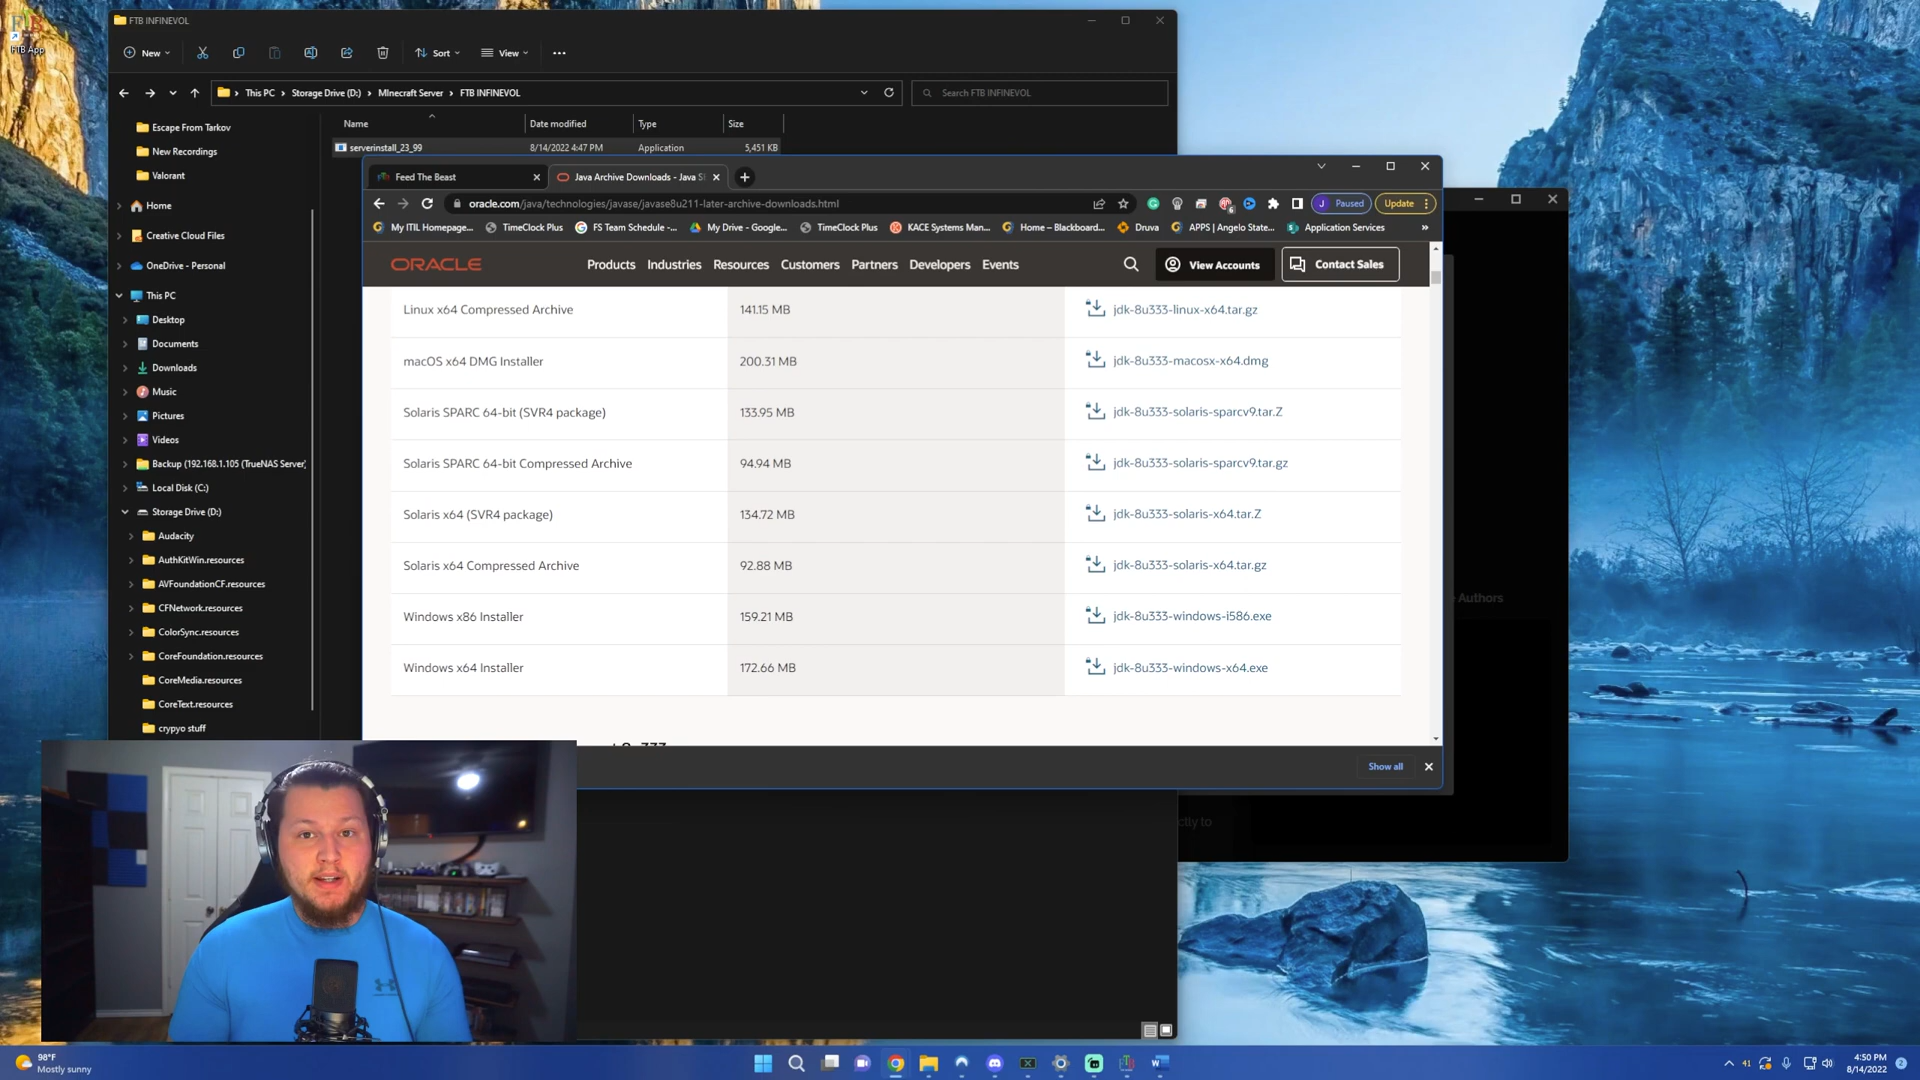 FTB App
FTB INFINEVOL
New
Sort
View
This PC > Storage Drive (D:) > MInecraft Server > FTB INFINEVOL
Search FTB INFINEVOL
Name
Date modified
Type
Size
serverinstall_23_99
8/14/2022 4:47 PM
Application
5,451 KB
Escape From Tarkov
New Recordings
Valorant
Home
Creative Cloud Files
OneDrive - Personal
This PC
Desktop
Documents
Downloads
Music
Pictures
Videos
Backup (192.168.1.105 (TrueNAS Server)
Local Disk (C:)
Storage Drive (D:)
Audacity
AuthKitWin.resources
AVFoundationCF.resources
CFNetwork.resources
ColorSync.resources
CoreFoundation.resources
CoreMedia.resources
CoreText.resources
crypyo stuff
Feed The Beast
Java Archive Downloads - Java S
oracle.com/java/technologies/javase/javase8u211-later-archive-downloads.html
6
J Paused
Update
My ITIL Homepage...
TimeClock Plus
FS Team Schedule -...
My Drive - Google...
TimeClock Plus
KACE Systems Man...
Home – Blackboard...
Druva
APPS | Angelo State...
Application Services
»
ORACLE
Products
Industries
Resources
Customers
Partners
Developers
Events
View Accounts
Contact Sales
Linux x64 Compressed Archive
141.15 MB
jdk-8u333-linux-x64.tar.gz
macOS x64 DMG Installer
200.31 MB
jdk-8u333-macosx-x64.dmg
Solaris SPARC 64-bit (SVR4 package)
133.95 MB
jdk-8u333-solaris-sparcv9.tar.Z
Solaris SPARC 64-bit Compressed Archive
94.94 MB
jdk-8u333-solaris-sparcv9.tar.gz
Solaris x64 (SVR4 package)
134.72 MB
jdk-8u333-solaris-x64.tar.Z
Solaris x64 Compressed Archive
92.88 MB
jdk-8u333-solaris-x64.tar.gz
Windows x86 Installer
159.21 MB
jdk-8u333-windows-i586.exe
Windows x64 Installer
172.66 MB
jdk-8u333-windows-x64.exe
Show all
Authors
ctly to
98°F
Mostly sunny
41
4:50 PM
8/14/2022
2